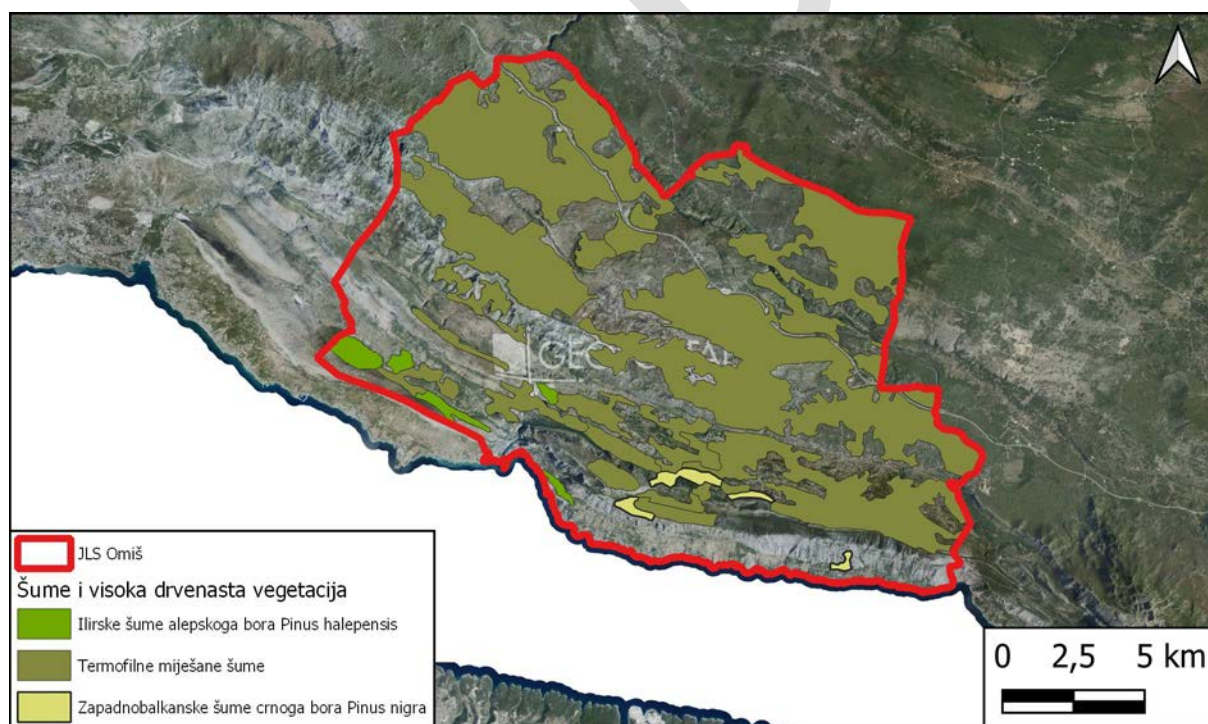 JLS Omiš
Šume i visoka drvenasta vegetacija
Ilirske šume alepskoga bora Pinus halepensis
Termofilne miješane šume
Zapadnobalkanske šume crnoga bora Pinus nigra
0 2,5 5 km